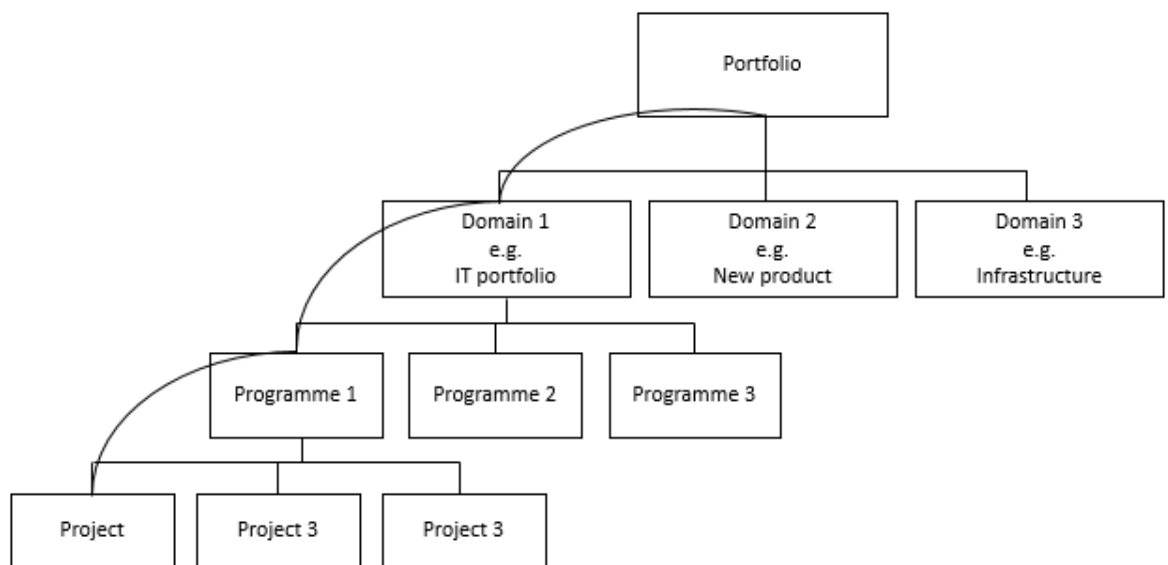 Portfolio
Domain 1
e.g.
IT portfolio
Domain 2
e.g.
New product
Domain 3
e.g.
Infrastructure
Programme 1
Programme 2
Programme 3
Project
Project 3
Project 3